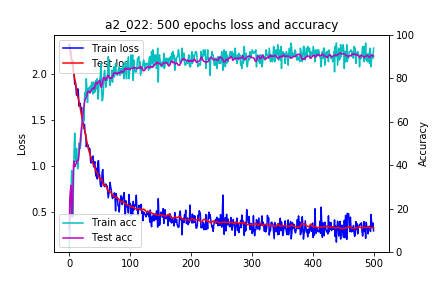 a2_022: 500 epochs loss and accuracy
Train loss
Test loss
2.0
1.5
1.0
0.5
Loss
100
80
60
40
20
0
Accuracy
Train acc
Test acc
0
100
200
300
400
500